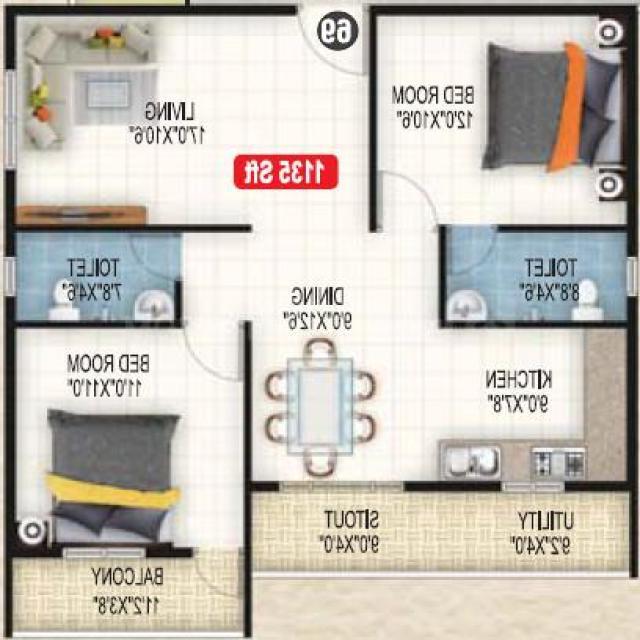 69
BED ROOM
12'0"X10'6"
LIVING
17'0"X10'6"
1135 Sft
TOILET
7'8"X4'6"
TOILET
8'8"X4'6"
DINING
9'0"X12'6"
BED ROOM
11'0"X11'0"
KITCHEN
9'0"X7'8"
SITOUT
9'0"X4'0"
UTILITY
9'2"X4'0"
BALCONY
11'2"X3'8"